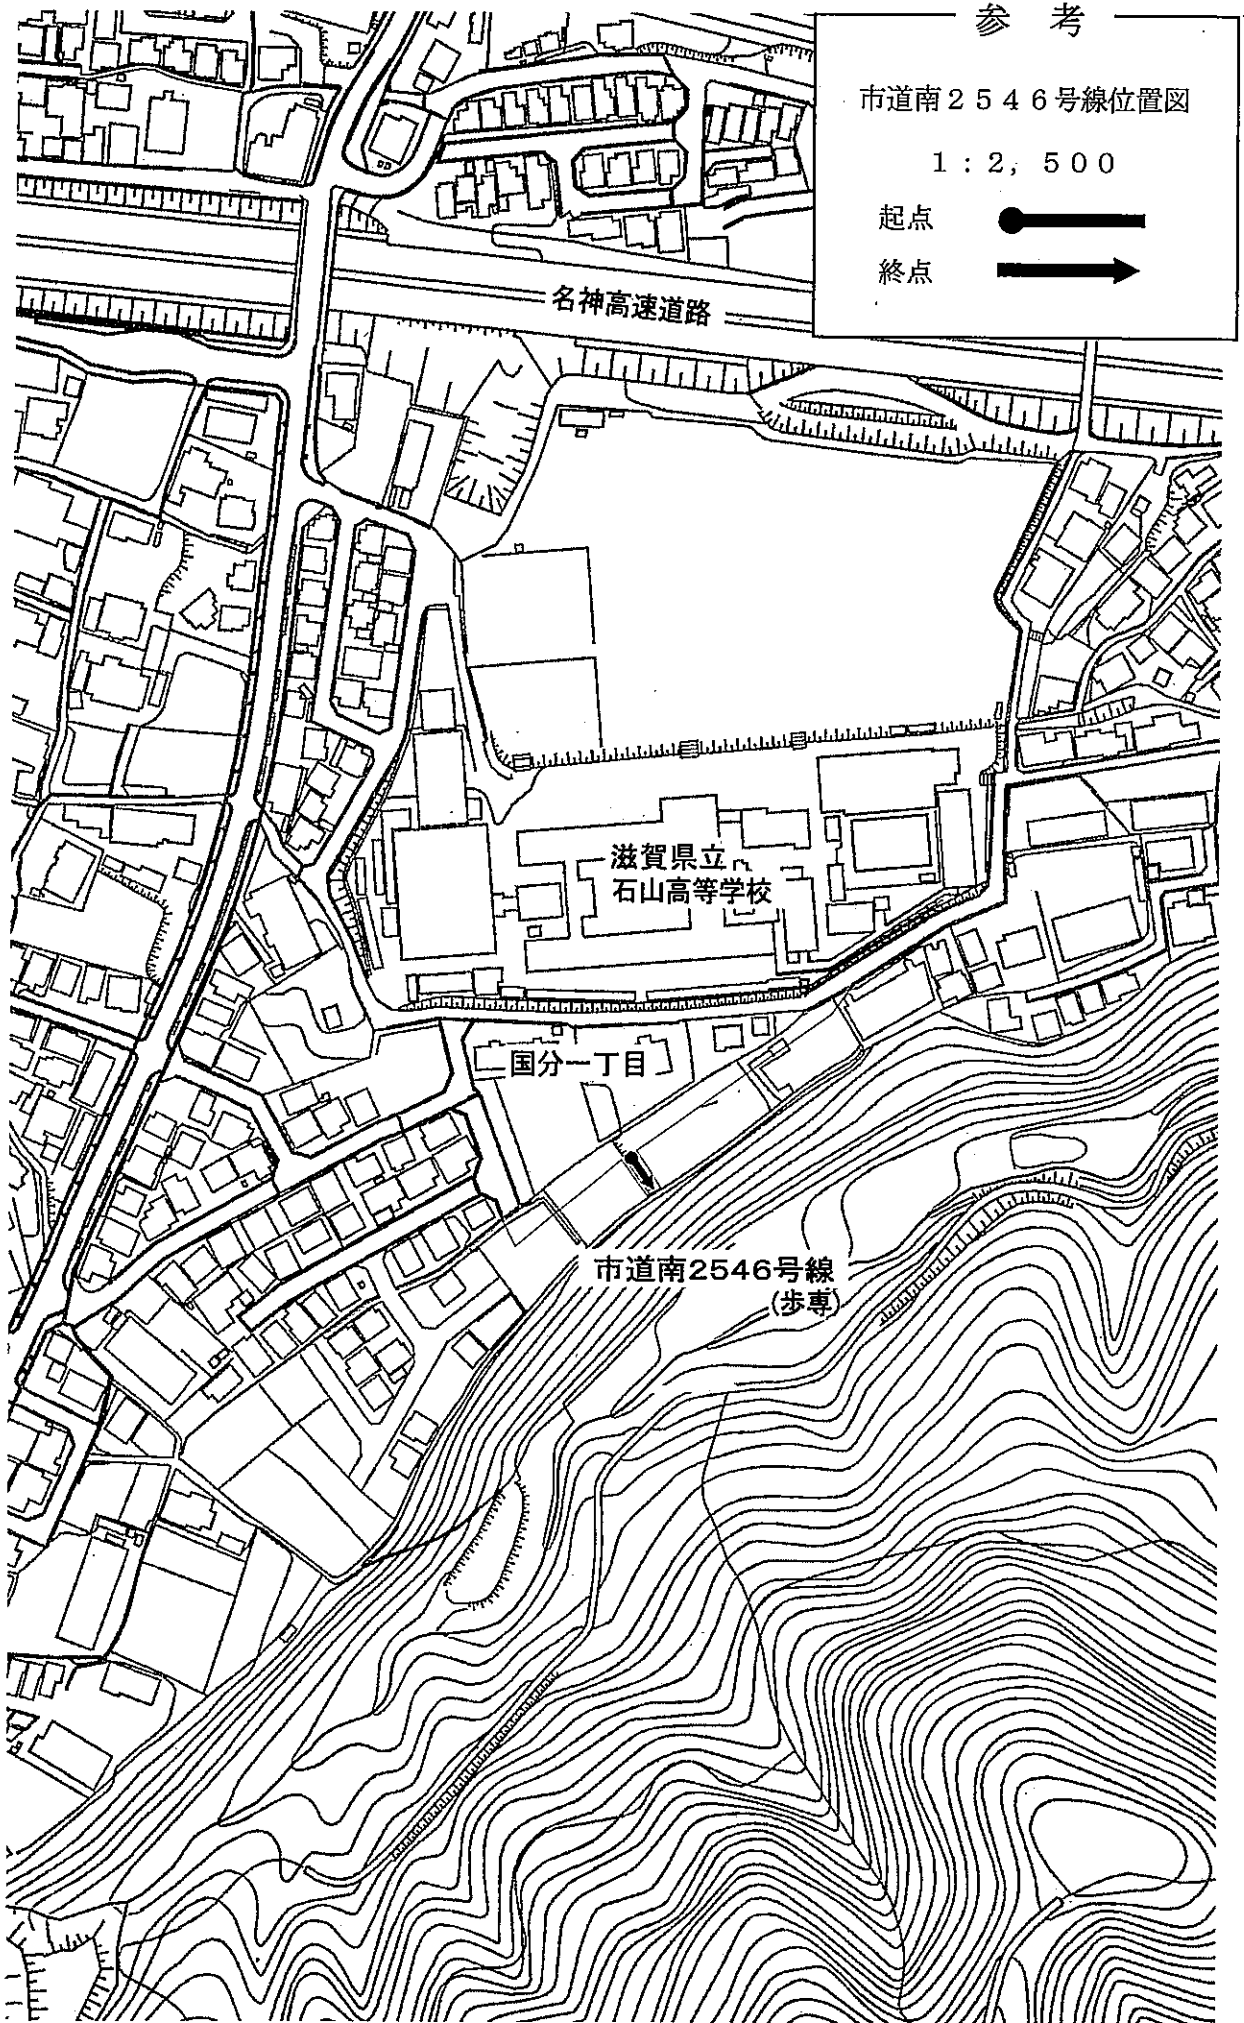 参考
市道南２５４６号線位置図
１：２，５００
起点
終点
名神高速道路
滋賀県立
石山高等学校
国分一丁目
市道南2546号線
(歩専)